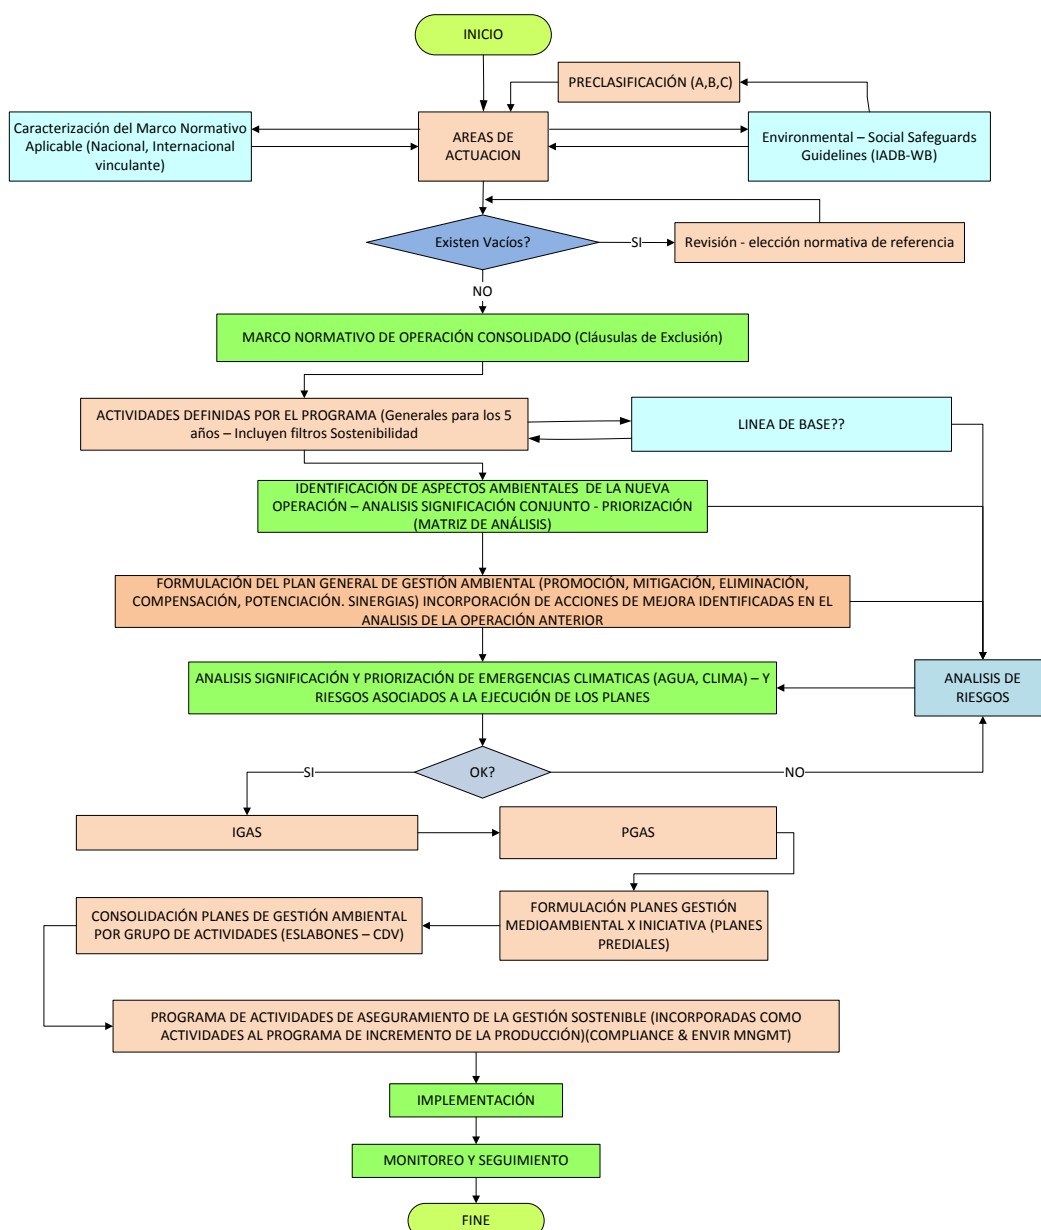 INICIO
PRECLASIFICACIÓN (A,B,C)
Caracterización del Marco Normativo
Aplicable (Nacional, Internacional
vinculante)
AREAS DE
ACTUACION
Environmental – Social Safeguards
Guidelines (IADB-WB)
Existen Vacíos?
SI
Revisión - elección normativa de referencia
NO
MARCO NORMATIVO DE OPERACIÓN CONSOLIDADO (Cláusulas de Exclusión)
ACTIVIDADES DEFINIDAS POR EL PROGRAMA (Generales para los 5
años – Incluyen filtros Sostenibilidad
LINEA DE BASE??
IDENTIFICACIÓN DE ASPECTOS AMBIENTALES DE LA NUEVA
OPERACIÓN – ANALISIS SIGNIFICACIÓN CONJUNTO - PRIORIZACIÓN
(MATRIZ DE ANÁLISIS)
FORMULACIÓN DEL PLAN GENERAL DE GESTIÓN AMBIENTAL (PROMOCIÓN, MITIGACIÓN, ELIMINACIÓN,
COMPENSACIÓN, POTENCIACIÓN. SINERGIAS) INCORPORACIÓN DE ACCIONES DE MEJORA IDENTIFICADAS EN EL
ANALISIS DE LA OPERACIÓN ANTERIOR
ANALISIS SIGNIFICACIÓN Y PRIORIZACIÓN DE EMERGENCIAS CLIMATICAS (AGUA, CLIMA) – Y
RIESGOS ASOCIADOS A LA EJECUCIÓN DE LOS PLANES
ANALISIS DE
RIESGOS
SI
OK?
NO
IGAS
PGAS
CONSOLIDACIÓN PLANES DE GESTIÓN AMBIENTAL
POR GRUPO DE ACTIVIDADES (ESLABONES – CDV)
FORMULACIÓN PLANES GESTIÓN
MEDIOAMBIENTAL X INICIATIVA (PLANES
PREDIALES)
PROGRAMA DE ACTIVIDADES DE ASEGURAMIENTO DE LA GESTIÓN SOSTENIBLE (INCORPORADAS COMO
ACTIVIDADES AL PROGRAMA DE INCREMENTO DE LA PRODUCCIÓN)(COMPLIANCE & ENVIR MNGMT)
IMPLEMENTACIÓN
MONITOREO Y SEGUIMIENTO
FINE